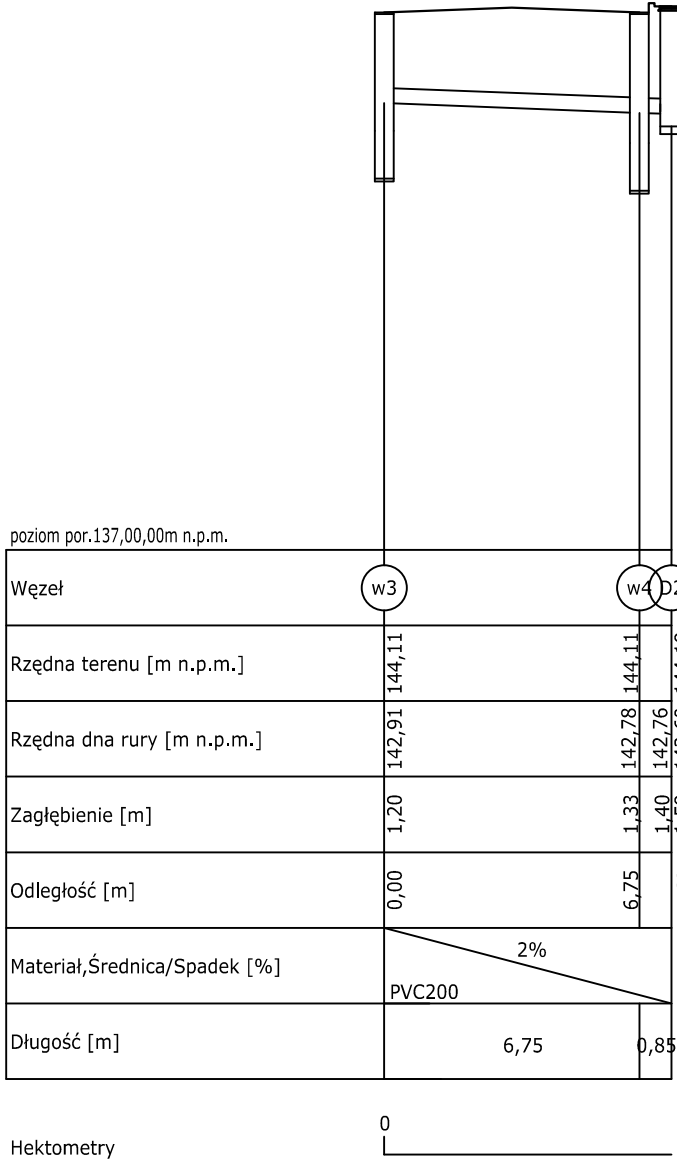 poziom por.137,00,00m n.p.m.
Węzeł w3 w4
Rzędna terenu [m n.p.m.] 144,11 144,11
Rzędna dna rury [m n.p.m.] 142,91 142,78 142,76
Zagłębienie [m] 1,20 1,33 1,40
Odległość [m] 0,00 6,75
Materiał,Średnica/Spadek [%] PVC200 2%
Długość [m] 6,75 0,85
0
Hektometry